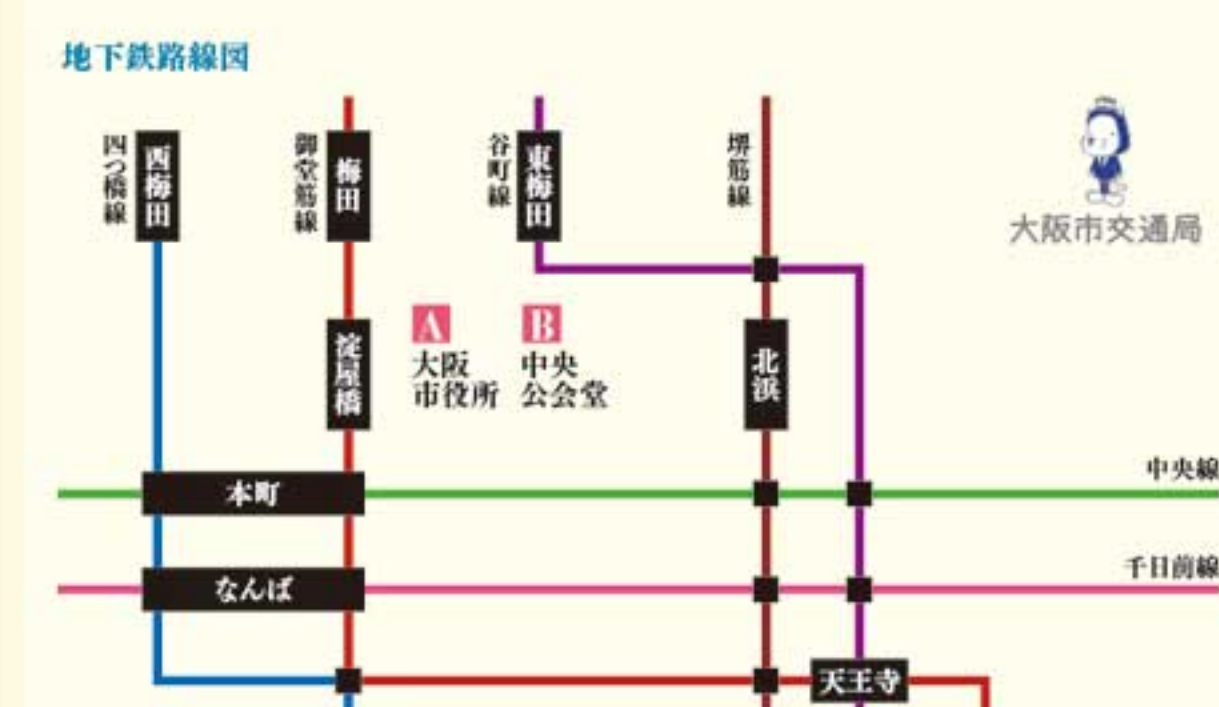 地下鉄路線図
四つ橋線
西梅田
御堂筋線
梅田
谷町線
東梅田
堺筋線
大阪市交通局
淀屋橋
A
大阪
市役所
B
中央
公会堂
北浜
中央線
本町
千日前線
なんば
天王寺